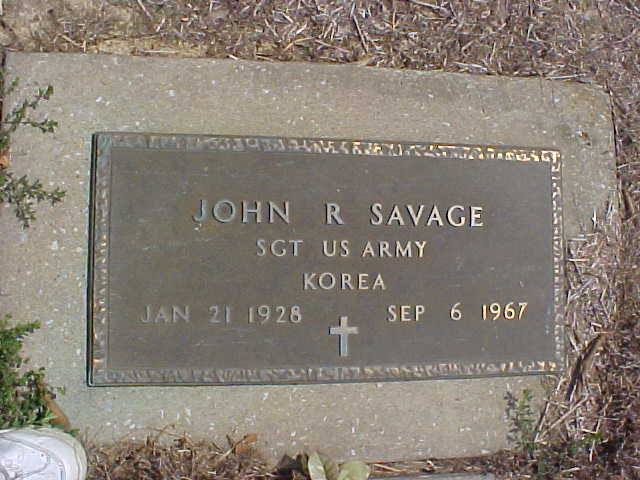 JOHN R SAVAGE
SGT US ARMY
KOREA
JAN 21 1928 SEP 6 1967